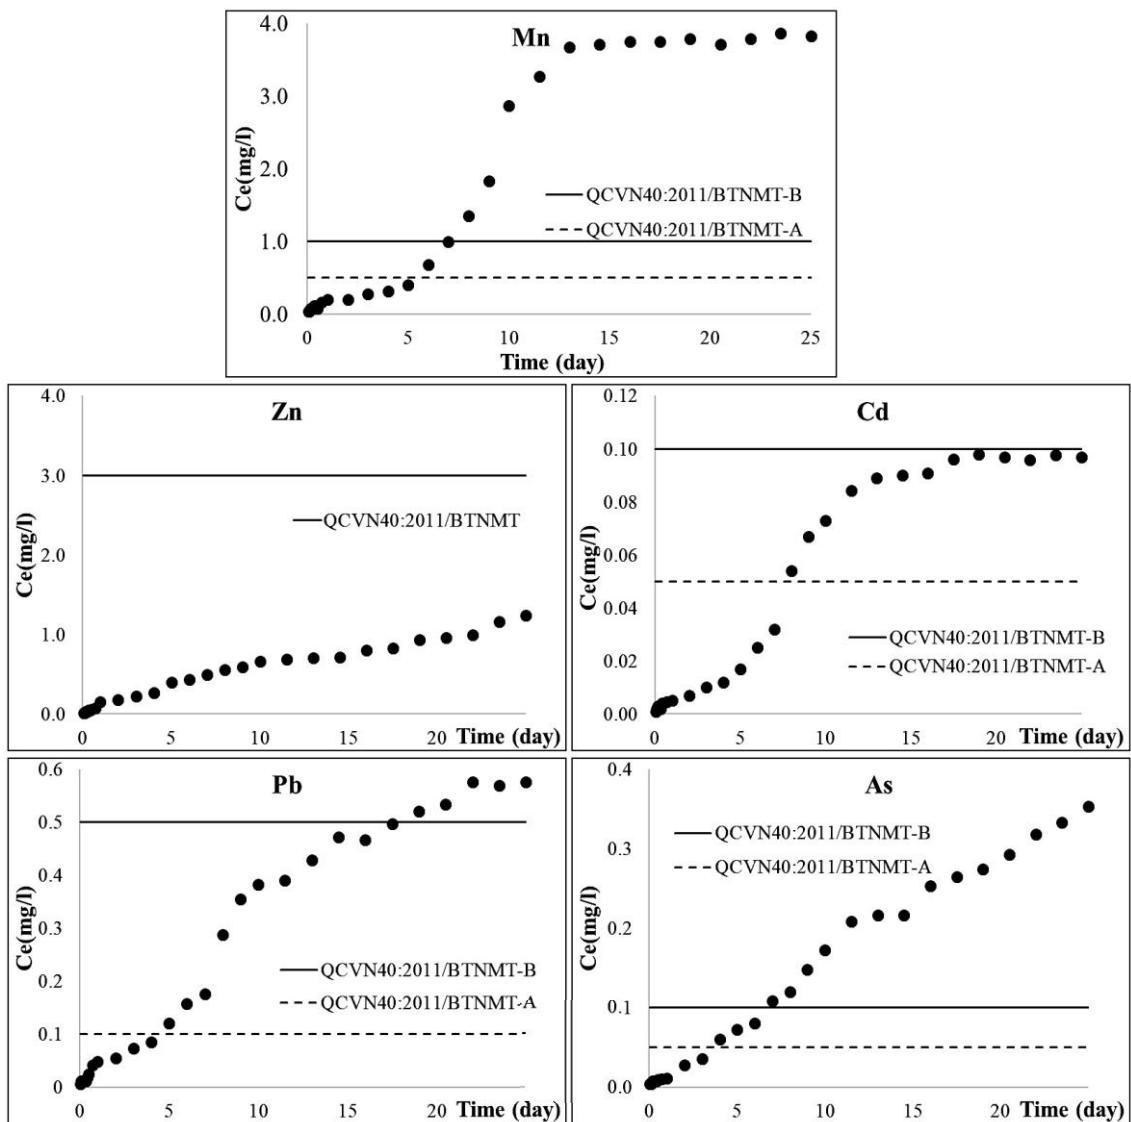 Mn
Ce(mg/l)
4.0
3.0
2.0
1.0
0.0
QCVN40:2011/BTNMT-B
QCVN40:2011/BTNMT-A
0 5 10 15 20 25
Time (day)
Zn
Ce(mg/l)
4.0
3.0
2.0
1.0
0.0
QCVN40:2011/BTNMT
0 5 10 15 20 Time (day)
Cd
Ce(mg/l)
0.12
0.10
0.08
0.06
0.04
0.02
0.00
QCVN40:2011/BTNMT-B
QCVN40:2011/BTNMT-A
0 5 10 15 20 Time (day)
Pb
Ce(mg/l)
0.6
0.5
0.4
0.3
0.2
0.1
0
QCVN40:2011/BTNMT-B
QCVN40:2011/BTNMT-A
0 5 10 15 20 Time (day)
As
Ce(mg/l)
0.4
0.3
0.2
0.1
0.0
QCVN40:2011/BTNMT-B
QCVN40:2011/BTNMT-A
0 5 10 15 20 Time (day)